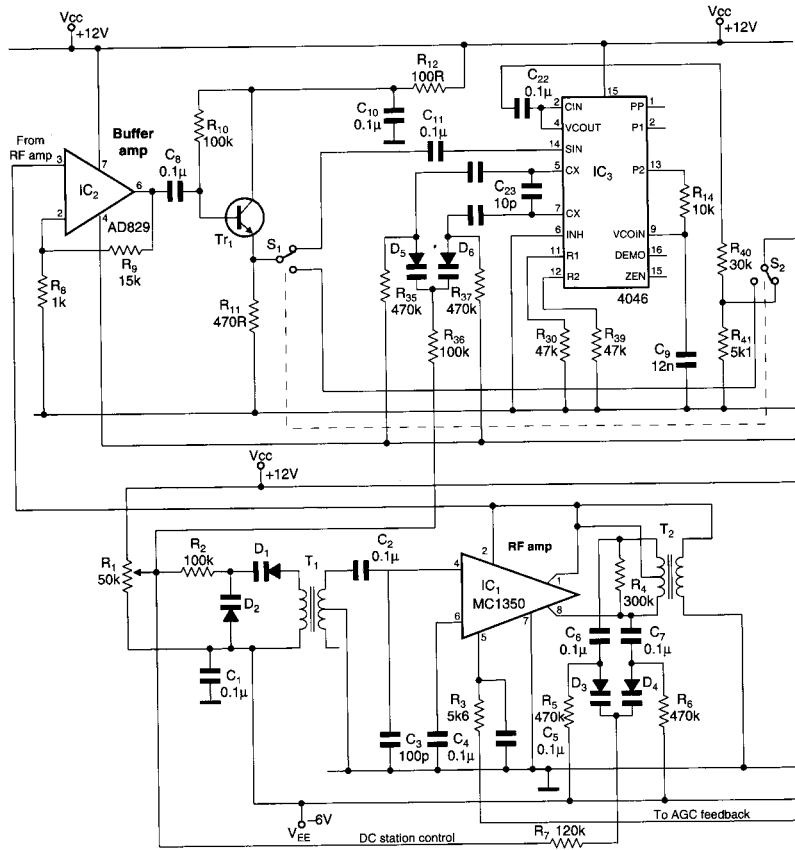 Vcc
+12V
Vcc
+12V
R12
100R
C22
0.1µ
15
2
CIN
PP
1
4
VCOUT
P1
2
14
SIN
IC3
5
CX
P2
13
7
CX
6
INH
VCOIN
9
11
R1
DEMO
16
12
R2
ZEN
15
4046
From
RF amp
3
Buffer
amp
7
IC2
6
2
4
AD829
C8
0.1µ
R10
100k
C10
0.1µ
C11
0.1µ
Tr1
S1
C23
10p
D5
D6
R14
10k
R40
30k
S2
R8
1k
R9
15k
R11
470R
R35
470k
R37
470k
R36
100k
R30
47k
R39
47k
C9
12n
R41
5k1
Vcc
+12V
R1
50k
R2
100k
D1
D2
T1
C2
0.1µ
RF amp
2
4
IC1
MC1350
6
5
7
1
8
T2
R4
300k
C6
0.1µ
C7
0.1µ
C1
0.1µ
R3
5k6
D3
D4
R5
470k
R6
470k
C3
100p
C4
0.1µ
C5
0.1µ
–6V
VEE
To AGC feedback
DC station control
R7 120k